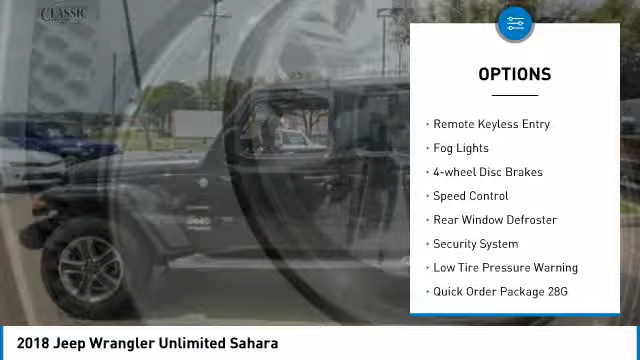 CLASSIC
OPTIONS
Remote Keyless Entry
Fog Lights
4-wheel Disc Brakes
Speed Control
Rear Window Defroster
Security System
Low Tire Pressure Warning
Quick Order Package 28G
2018 Jeep Wrangler Unlimited Sahara